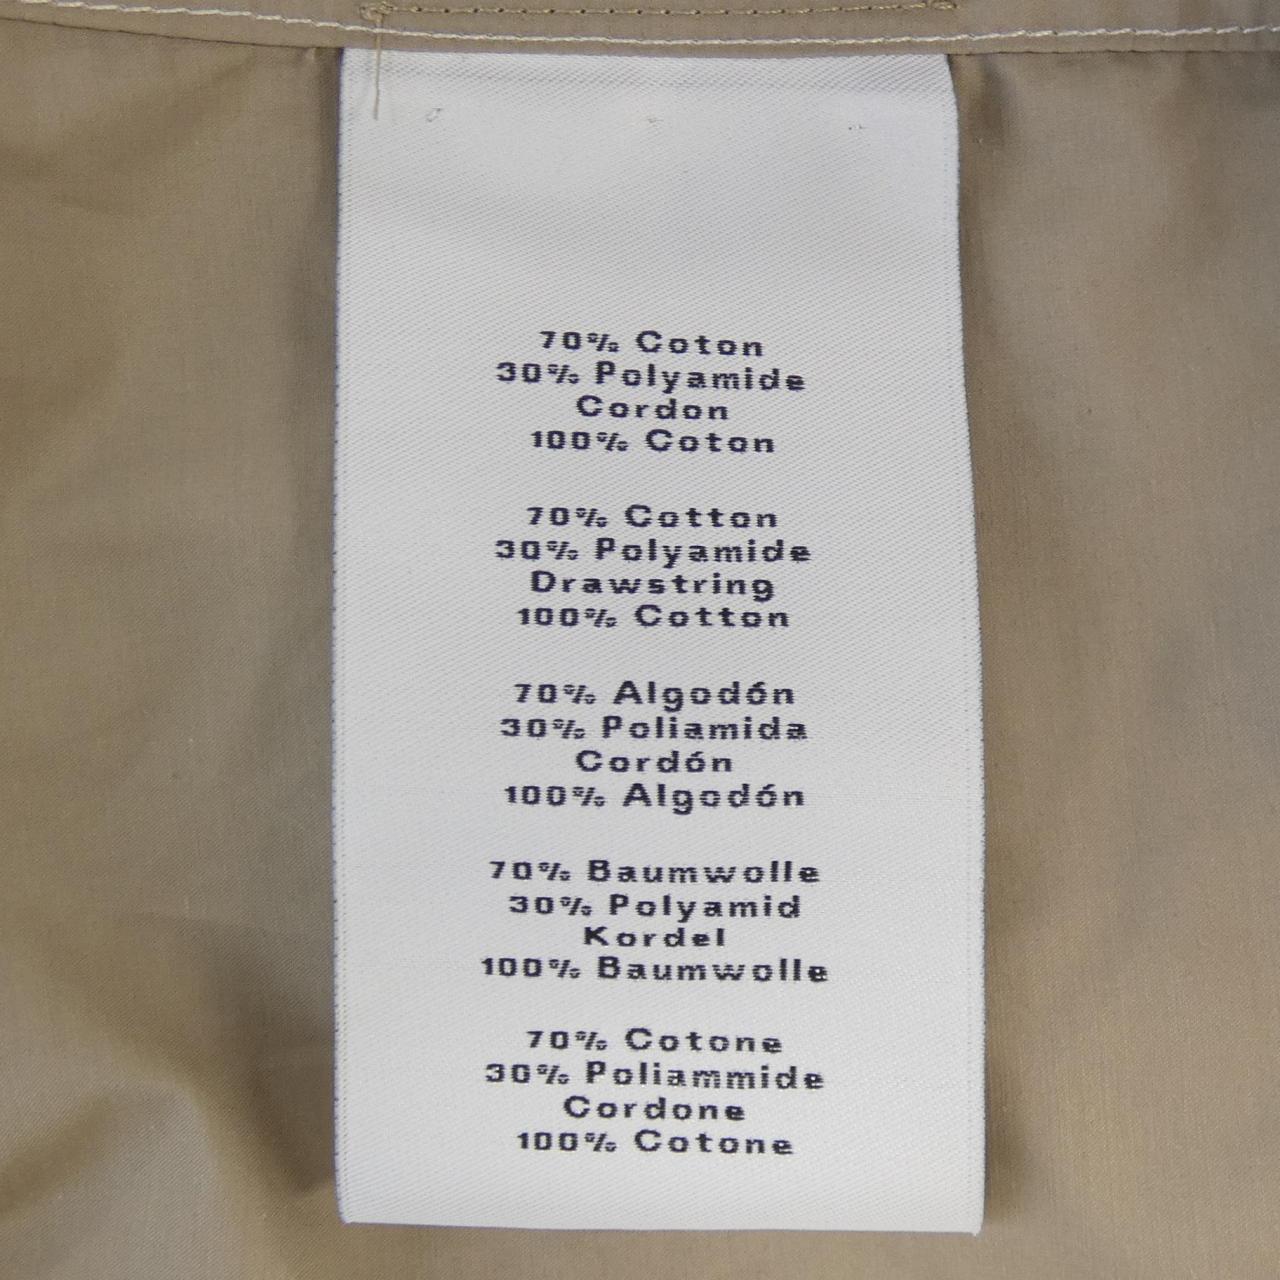 70% Coton
30% Polyamide
Cordon
100% Coton
70% Cotton
30% Polyamide
Drawstring
100% Cotton
70% Algodón
30% Poliamida
Cordón
100% Algodón
70% Baumwolle
30% Polyamid
Kordel
100% Baumwolle
70% Cotone
30% Poliammide
Cordone
100% Cotone